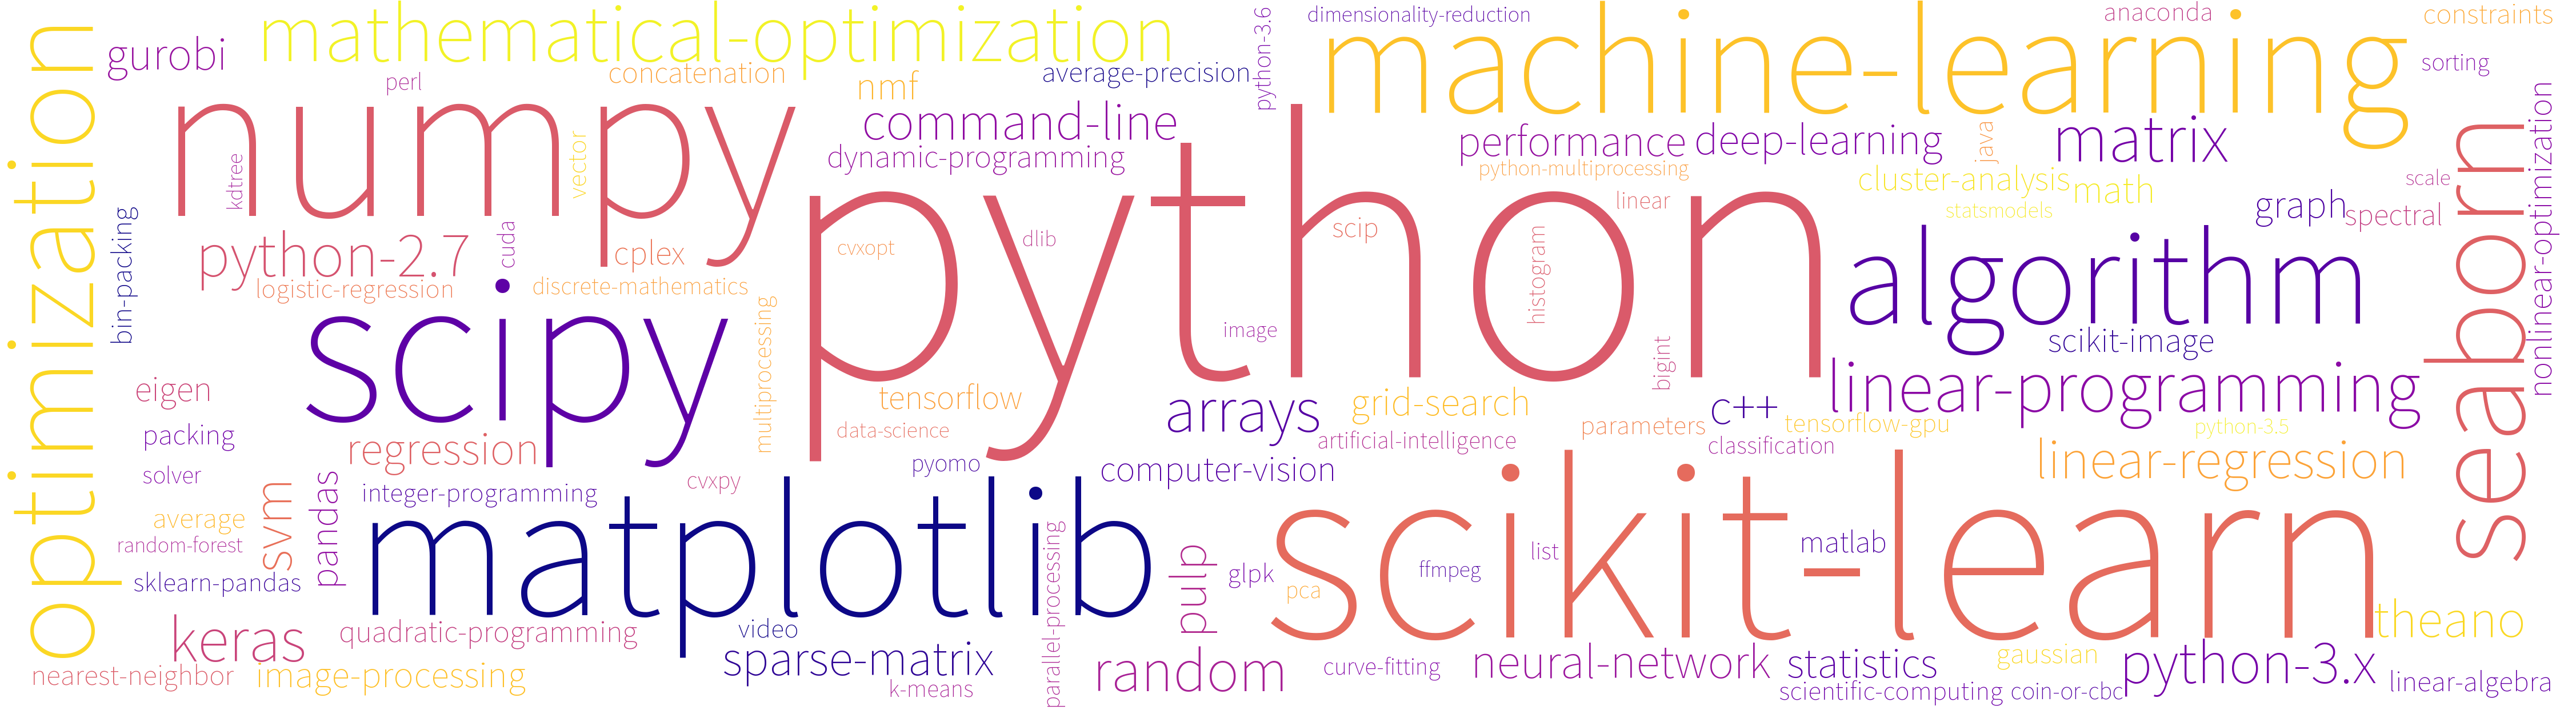 optimization
gurobi
mathematical-optimization
perl
concatenation
nmf
average-precision
python-3.6
dimensionality-reduction
machine-learning
anaconda
constraints
sorting
numpy
kdtree
vector
command-line
dynamic-programming
performance
deep-learning
python-multiprocessing
java
matrix
cluster-analysis
math
statsmodels
scale
linear
graph
spectral
seaborn
nonlinear-optimization
bin-packing
python-2.7
logistic-regression
cuda
cplex
discrete-mathematics
cvxopt
dlib
python
scip
histogram
image
bigint
algorithm
scikit-image
scipy
multiprocessing
eigen
packing
solver
regression
tensorflow
data-science
arrays
grid-search
artificial-intelligence
parameters
c++
classification
tensorflow-gpu
linear-programming
python-3.5
linear-regression
pyomo
computer-vision
cvxpy
integer-programming
average
random-forest
sklearn-pandas
svm
pandas
matplotlib
parallel-processing
pulp
glpk
pca
ffmpeg
list
matlab
scikit-learn
theano
keras
quadratic-programming
video
sparse-matrix
nearest-neighbor
image-processing
k-means
random
curve-fitting
neural-network
statistics
gaussian
python-3.x
scientific-computing
coin-or-cbc
linear-algebra